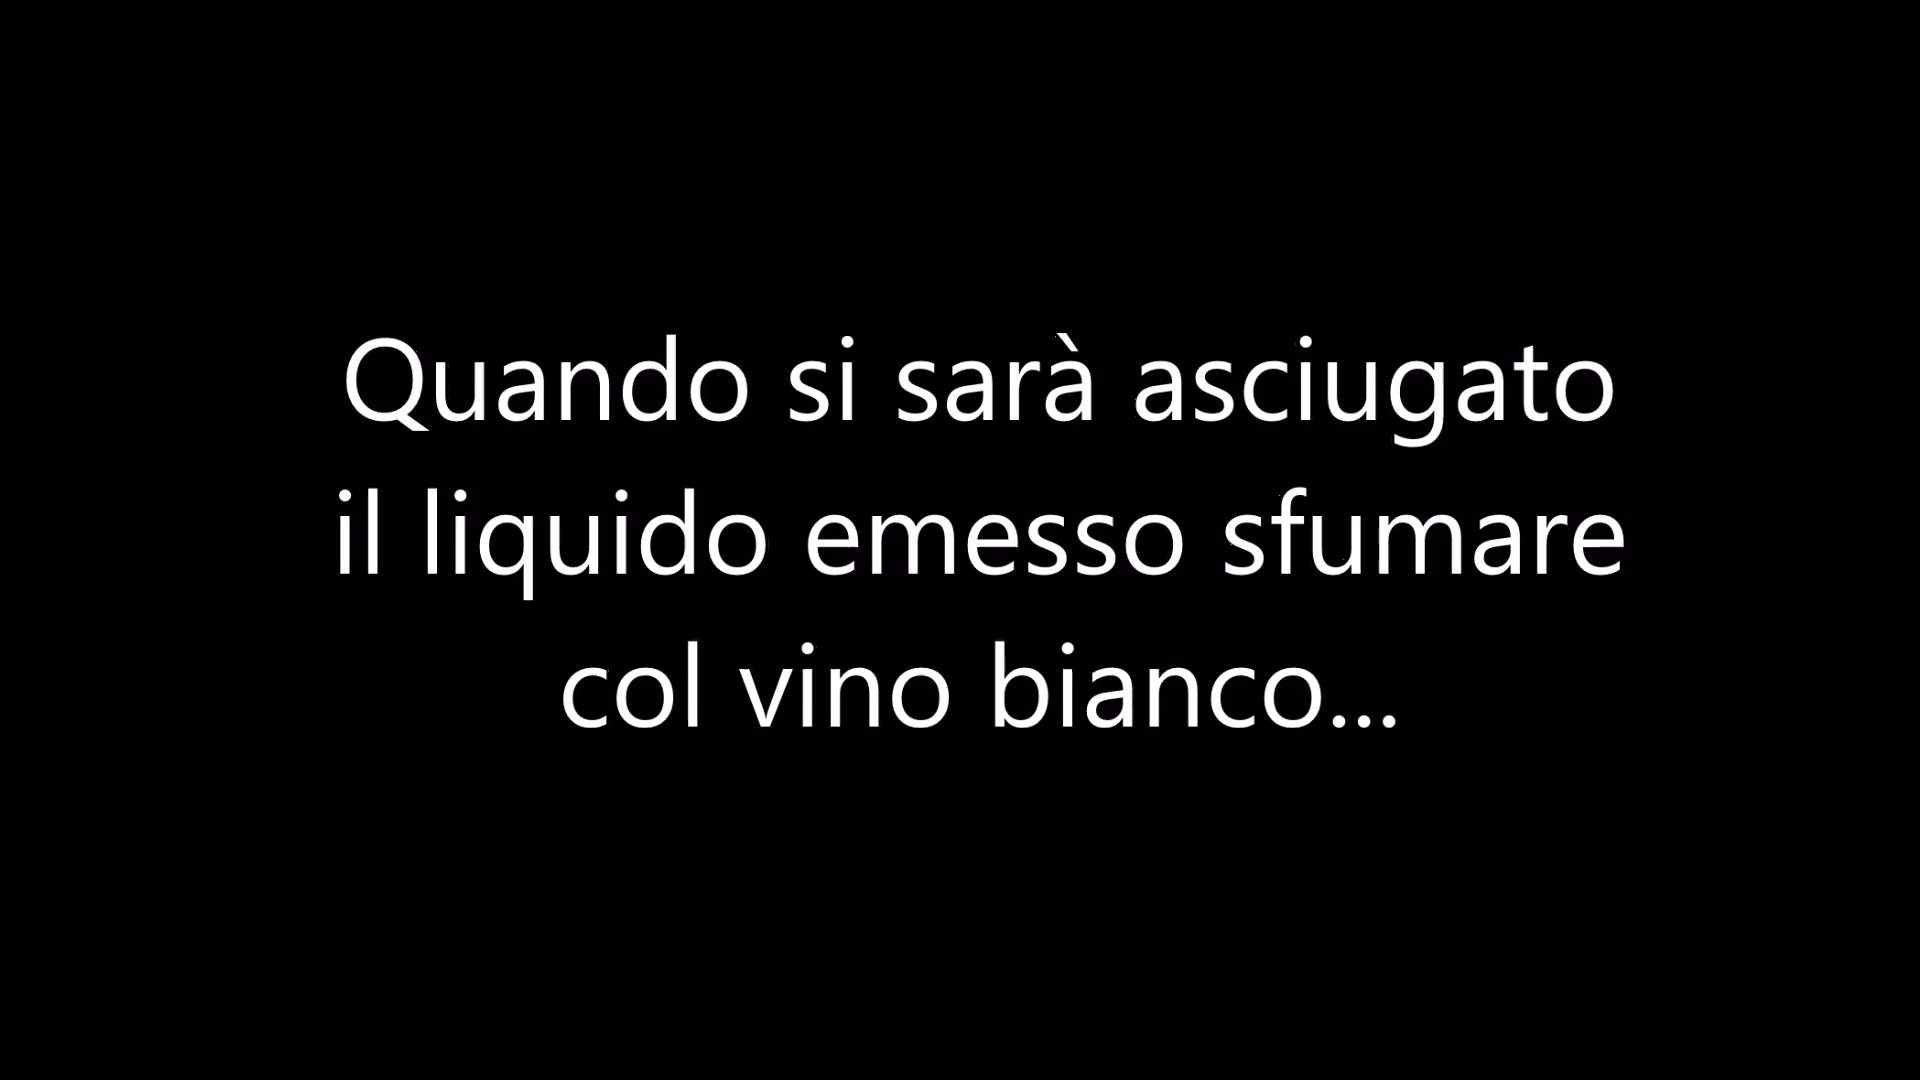 Quando si sarà asciugato
il liquido emesso sfumare
col vino bianco...